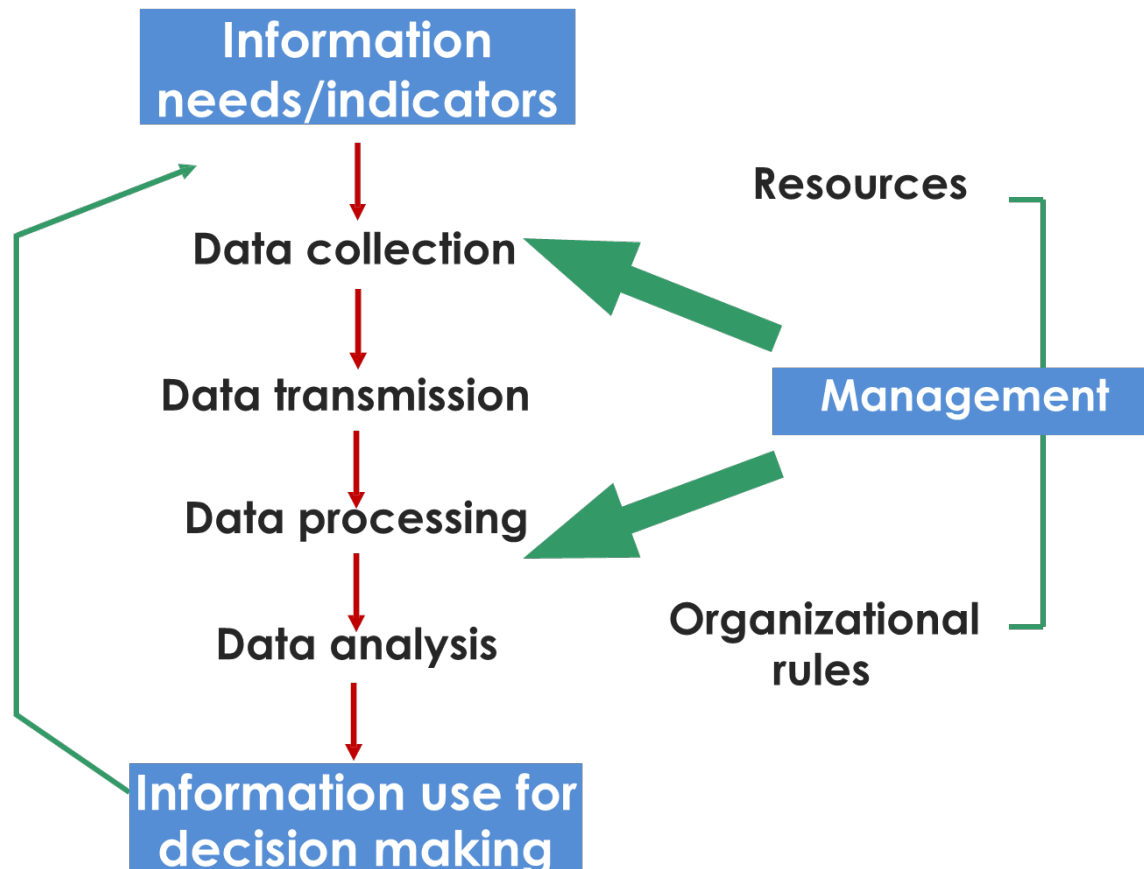 Information
needs/indicators
Resources
Data collection
Data transmission
Management
Data processing
Organizational
rules
Data analysis
Information use for
decision making